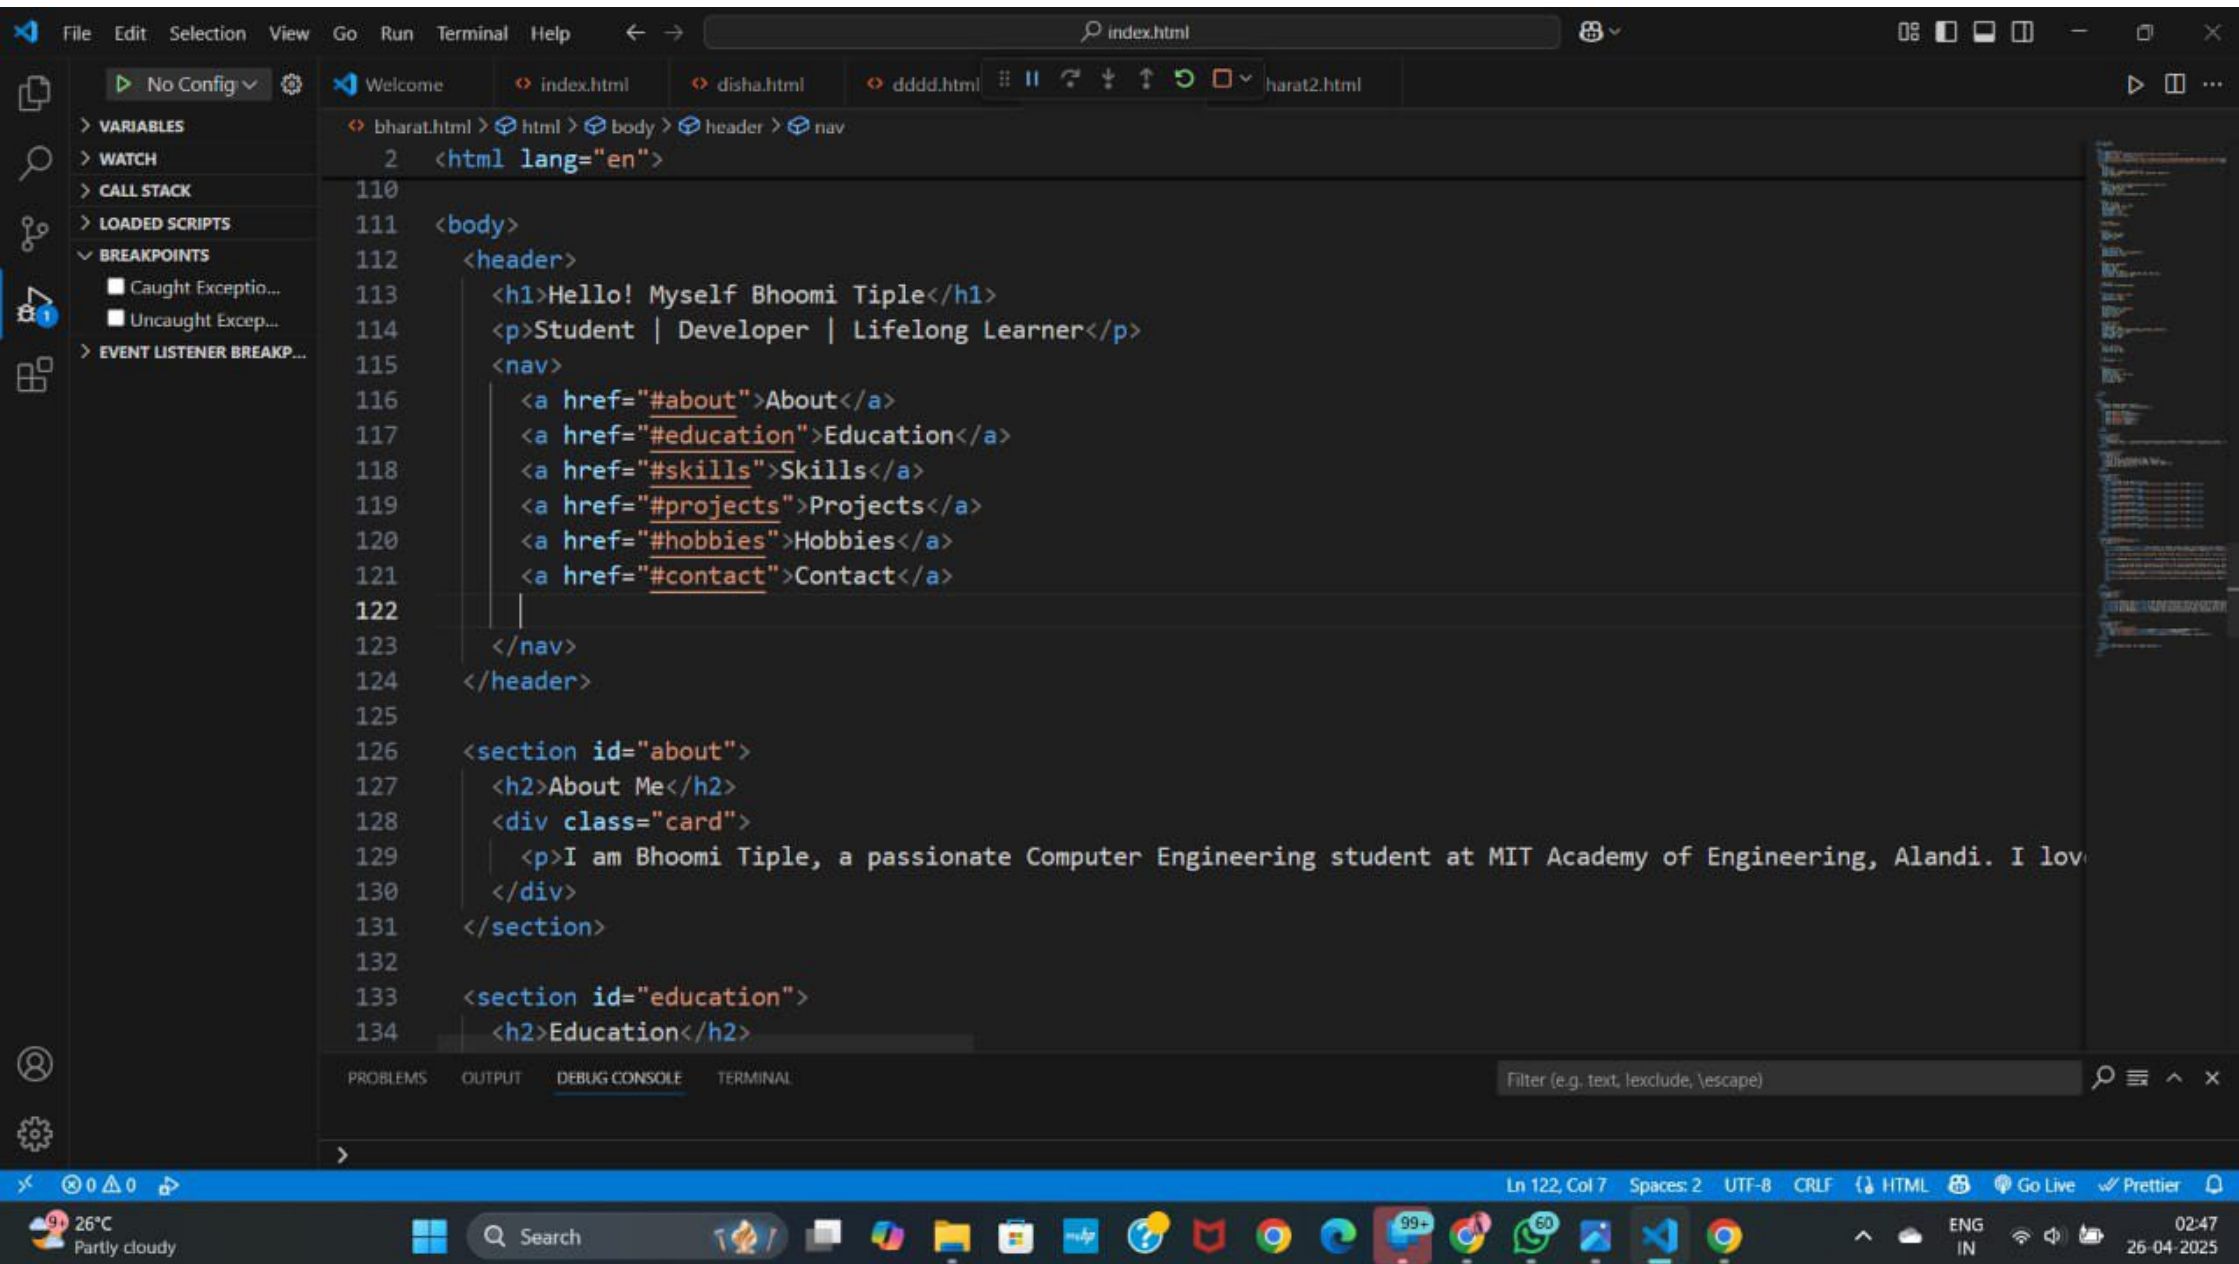 File Edit Selection View Go Run Terminal Help index.html
No Config Welcome index.html disha.html dddd.html harat2.html
VARIABLES
WATCH
CALL STACK
LOADED SCRIPTS
BREAKPOINTS
Caught Exceptio...
Uncaught Excep...
EVENT LISTENER BREAKP...
1
bharat.html > html > body > header > nav
2 <html lang="en">
110
111 <body>
112 <header>
113 <h1>Hello! Myself Bhoomi Tiple</h1>
114 <p>Student | Developer | Lifelong Learner</p>
115 <nav>
116 <a href="#about">About</a>
117 <a href="#education">Education</a>
118 <a href="#skills">Skills</a>
119 <a href="#projects">Projects</a>
120 <a href="#hobbies">Hobbies</a>
121 <a href="#contact">Contact</a>
122
123 </nav>
124 </header>
125
126 <section id="about">
127 <h2>About Me</h2>
128 <div class="card">
129 <p>I am Bhoomi Tiple, a passionate Computer Engineering student at MIT Academy of Engineering, Alandi. I lov
130 </div>
131 </section>
132
133 <section id="education">
134 <h2>Education</h2>
PROBLEMS OUTPUT DEBUG CONSOLE TERMINAL Filter (e.g. text, !exclude, \escape)
0 0 Ln 122, Col 7 Spaces: 2 UTF-8 CRLF HTML Go Live Prettier
9+ 26°C Search 99+ 60 ENG 02:47
Partly cloudy IN 26-04-2025